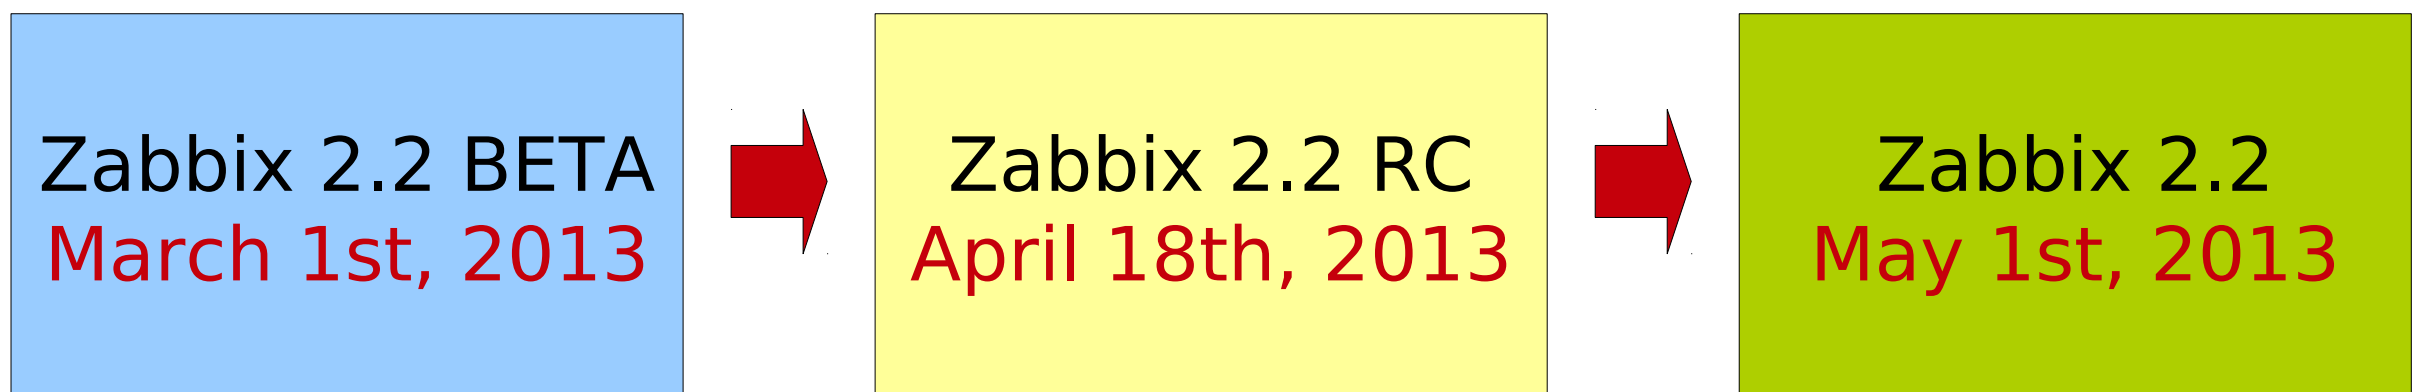 Zabbix 2.2 BETA
March 1st, 2013
Zabbix 2.2 RC
April 18th, 2013
Zabbix 2.2
May 1st, 2013